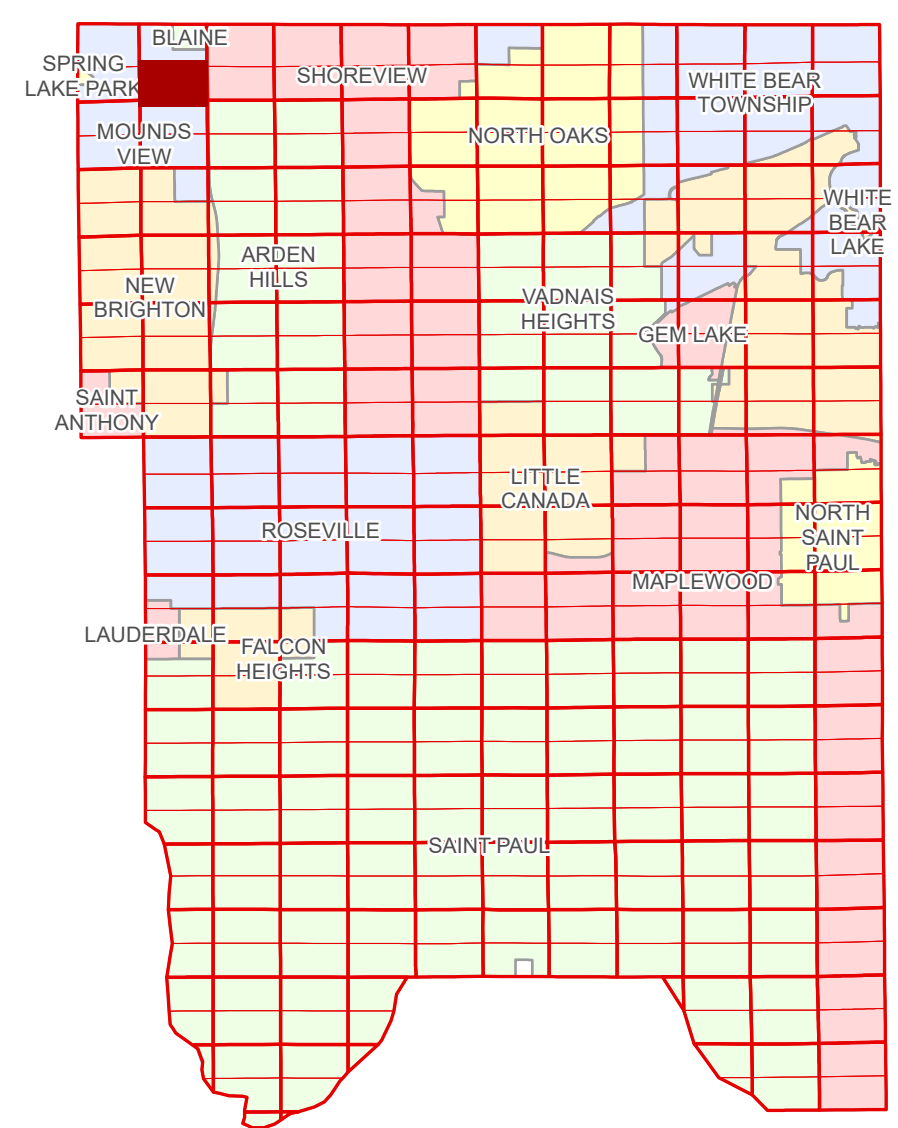 BLAINE
SPRING
LAKE PARK
SHOREVIEW
WHITE BEAR
TOWNSHIP
MOUNDS
VIEW
NORTH OAKS
WHITE
BEAR
LAKE
ARDEN
HILLS
NEW
BRIGHTON
VADNAIS
HEIGHTS
GEM LAKE
SAINT
ANTHONY
LITTLE
CANADA
ROSEVILLE
NORTH
SAINT
PAUL
MAPLEWOOD
LAUDERDALE
FALCON
HEIGHTS
SAINT PAUL